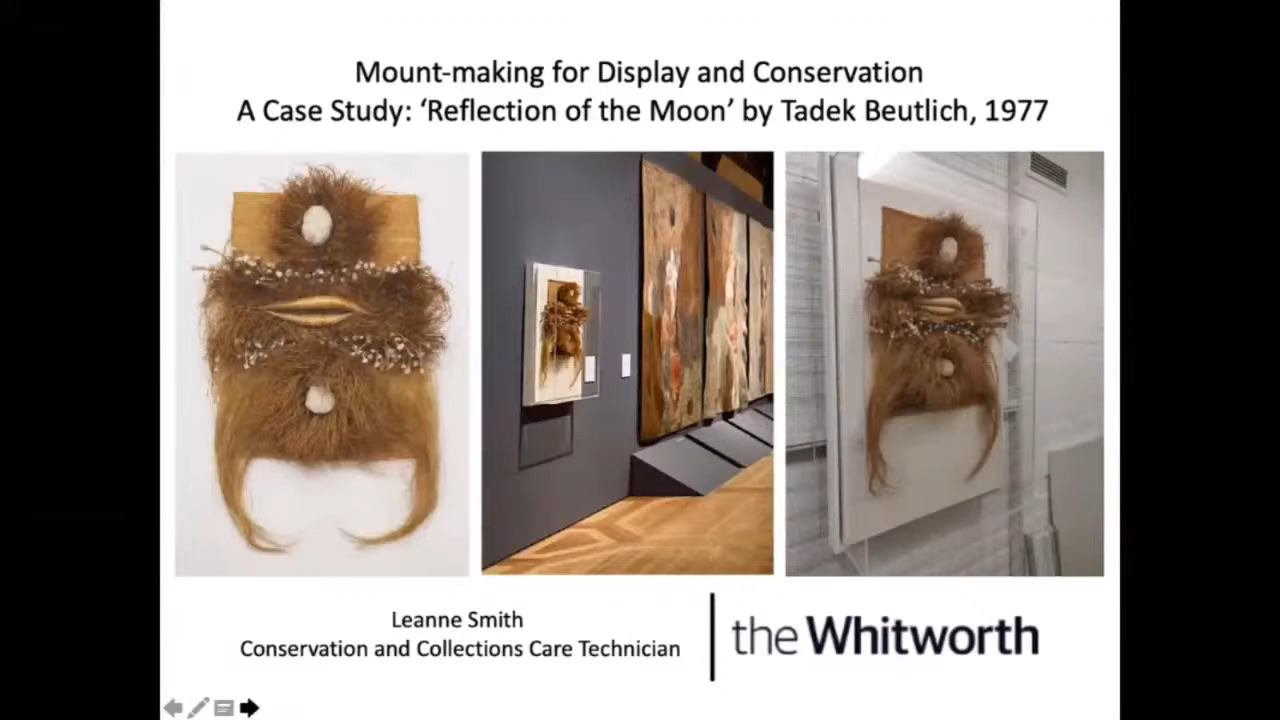 Mount-making for Display and Conservation
A Case Study: ‘Reflection of the Moon’ by Tadek Beutlich, 1977
Leanne Smith
Conservation and Collections Care Technician
the Whitworth